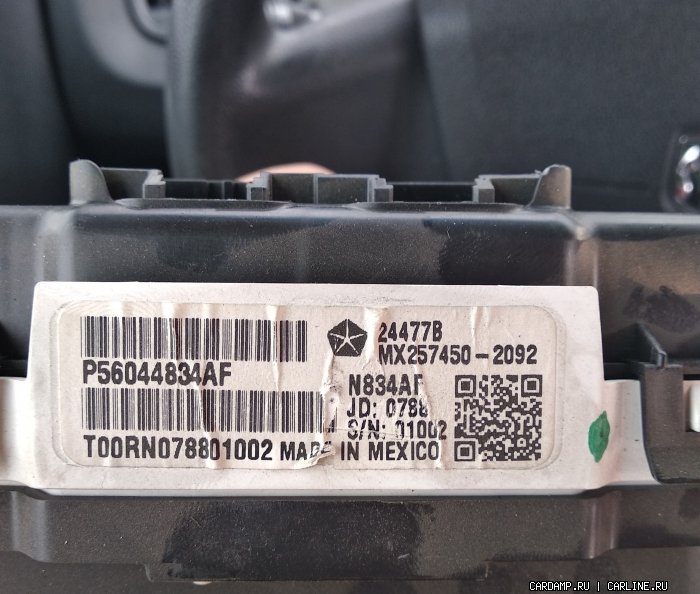 24477B
MX257450-2092
P56044834AF
N834AF
JD: 0788
S/N: 01002
T00RN078801002 MADE IN MEXICO
CARDAMP.RU | CARLINE.RU